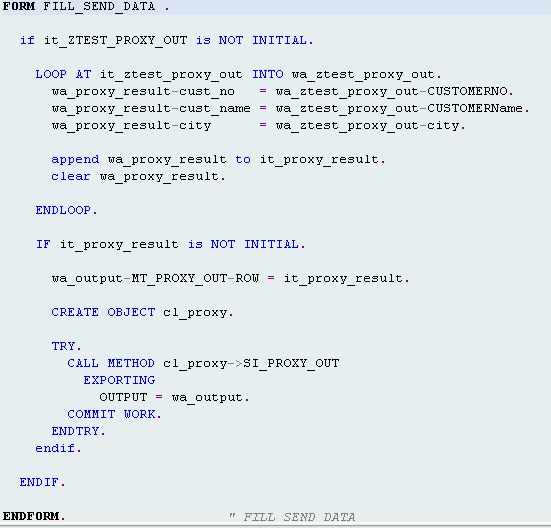 FORM FILL_SEND_DATA .
if it_ZTEST_PROXY_OUT is NOT INITIAL.
LOOP AT it_ztest_proxy_out INTO wa_ztest_proxy_out.
wa_proxy_result-cust_no   = wa_ztest_proxy_out-CUSTOMERNO.
wa_proxy_result-cust_name = wa_ztest_proxy_out-CUSTOMERName.
wa_proxy_result-city      = wa_ztest_proxy_out-city.
append wa_proxy_result to it_proxy_result.
clear wa_proxy_result.
ENDLOOP.
IF it_proxy_result is NOT INITIAL.
wa_output-MT_PROXY_OUT-ROW = it_proxy_result.
CREATE OBJECT cl_proxy.
TRY.
CALL METHOD cl_proxy->SI_PROXY_OUT
EXPORTING
OUTPUT = wa_output.
COMMIT WORK.
ENDTRY.
endif.
ENDIF.
ENDFORM.                    " FILL SEND DATA